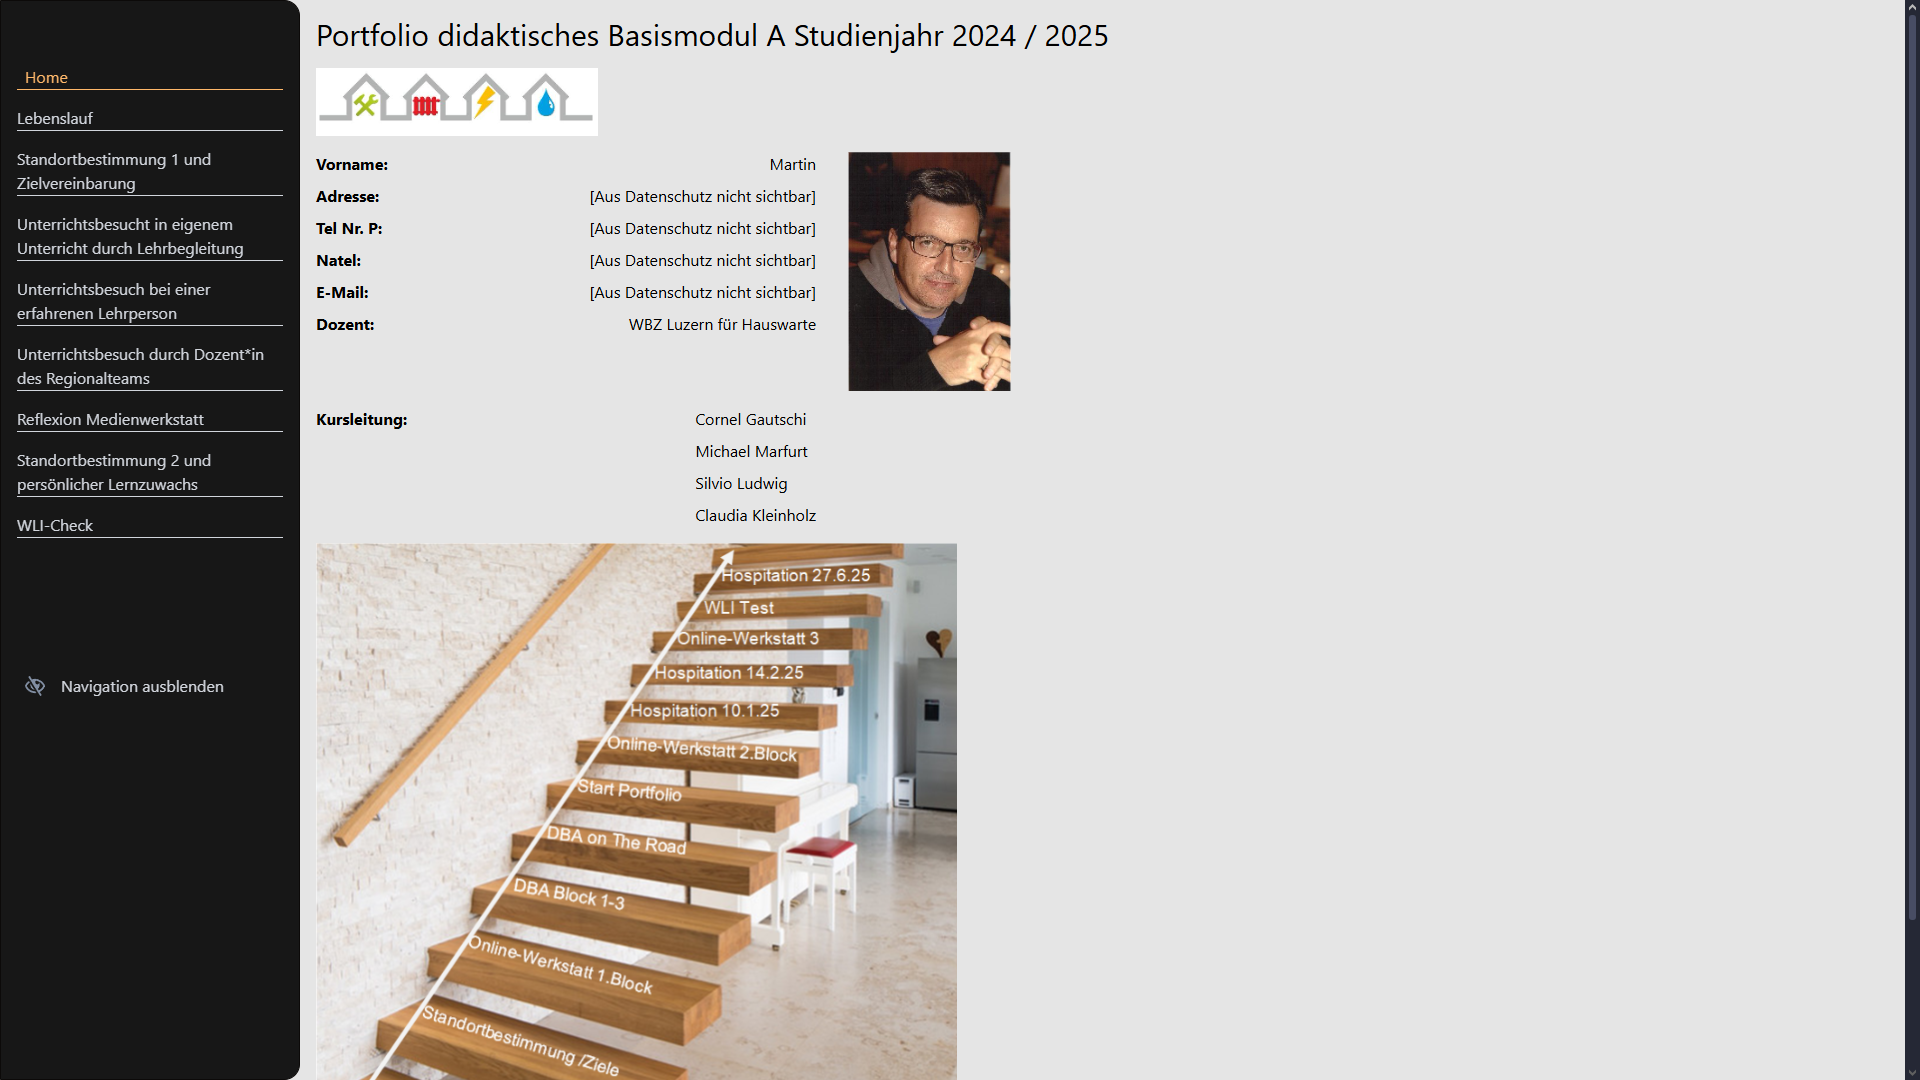 Portfolio didaktisches Basismodul A Studienjahr 2024 / 2025
Home
Lebenslauf
Standortbestimmung 1 und
Zielvereinbarung
Unterrichtsbesucht in eigenem
Unterricht durch Lehrbegleitung
Unterrichtsbesuch bei einer
erfahrenen Lehrperson
Unterrichtsbesuch durch Dozent*in
des Regionalteams
Reflexion Medienwerkstatt
Standortbestimmung 2 und
persönlicher Lernzuwachs
WLI-Check
Navigation ausblenden
Vorname: Martin
Adresse: [Aus Datenschutz nicht sichtbar]
Tel Nr. P: [Aus Datenschutz nicht sichtbar]
Natel: [Aus Datenschutz nicht sichtbar]
E-Mail: [Aus Datenschutz nicht sichtbar]
Dozent: WBZ Luzern für Hauswarte
Kursleitung: Cornel Gautschi
Michael Marfurt
Silvio Ludwig
Claudia Kleinholz
Hospitation 27.6.25
WLI Test
Online-Werkstatt 3
Hospitation 14.2.25
Hospitation 10.1.25
Online-Werkstatt 2.Block
Start Portfolio
DBA on The Road
DBA Block 1-3
Online-Werkstatt 1.Block
Standortbestimmung /Ziele